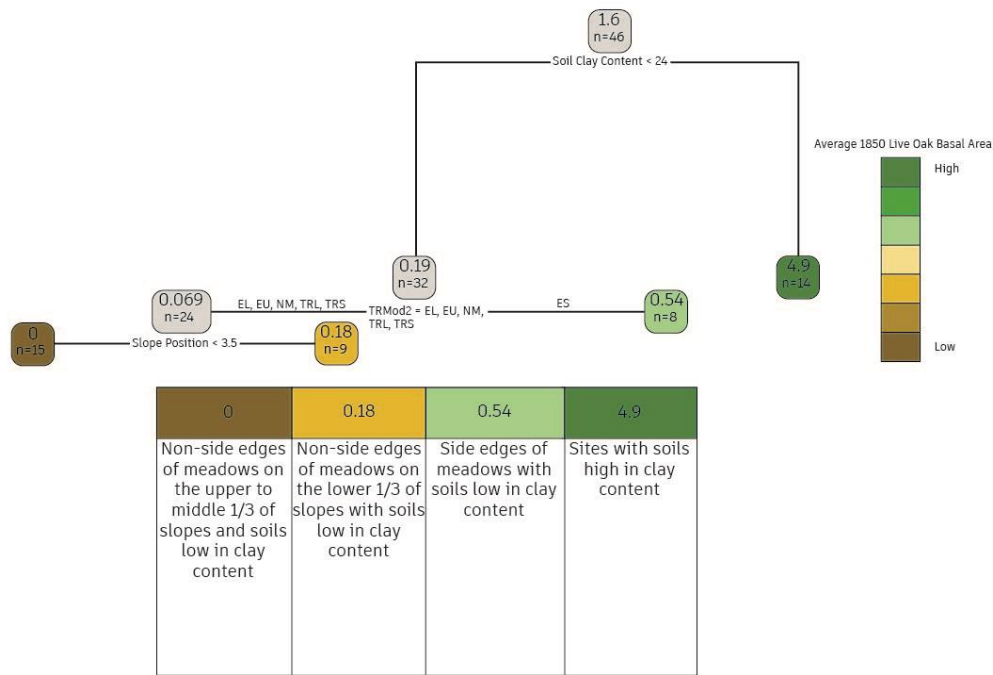 1.6
n=46
Soil Clay Content < 24
Average 1850 Live Oak Basal Area
High
Low
0.19
n=32
4.9
n=14
0.069
n=24
EL, EU, NM, TRL, TRS
TRMod2 = EL, EU, NM,
TRL, TRS
ES
0.54
n=8
0
n=15
Slope Position < 3.5
0.18
n=9
0
Non-side edges
of meadows on
the upper to
middle 1/3 of
slopes and soils
low in clay
content
0.18
Non-side edges
of meadows on
the lower 1/3 of
slopes with soils
low in clay
content
0.54
Side edges of
meadows with
soils low in clay
content
4.9
Sites with soils
high in clay
content